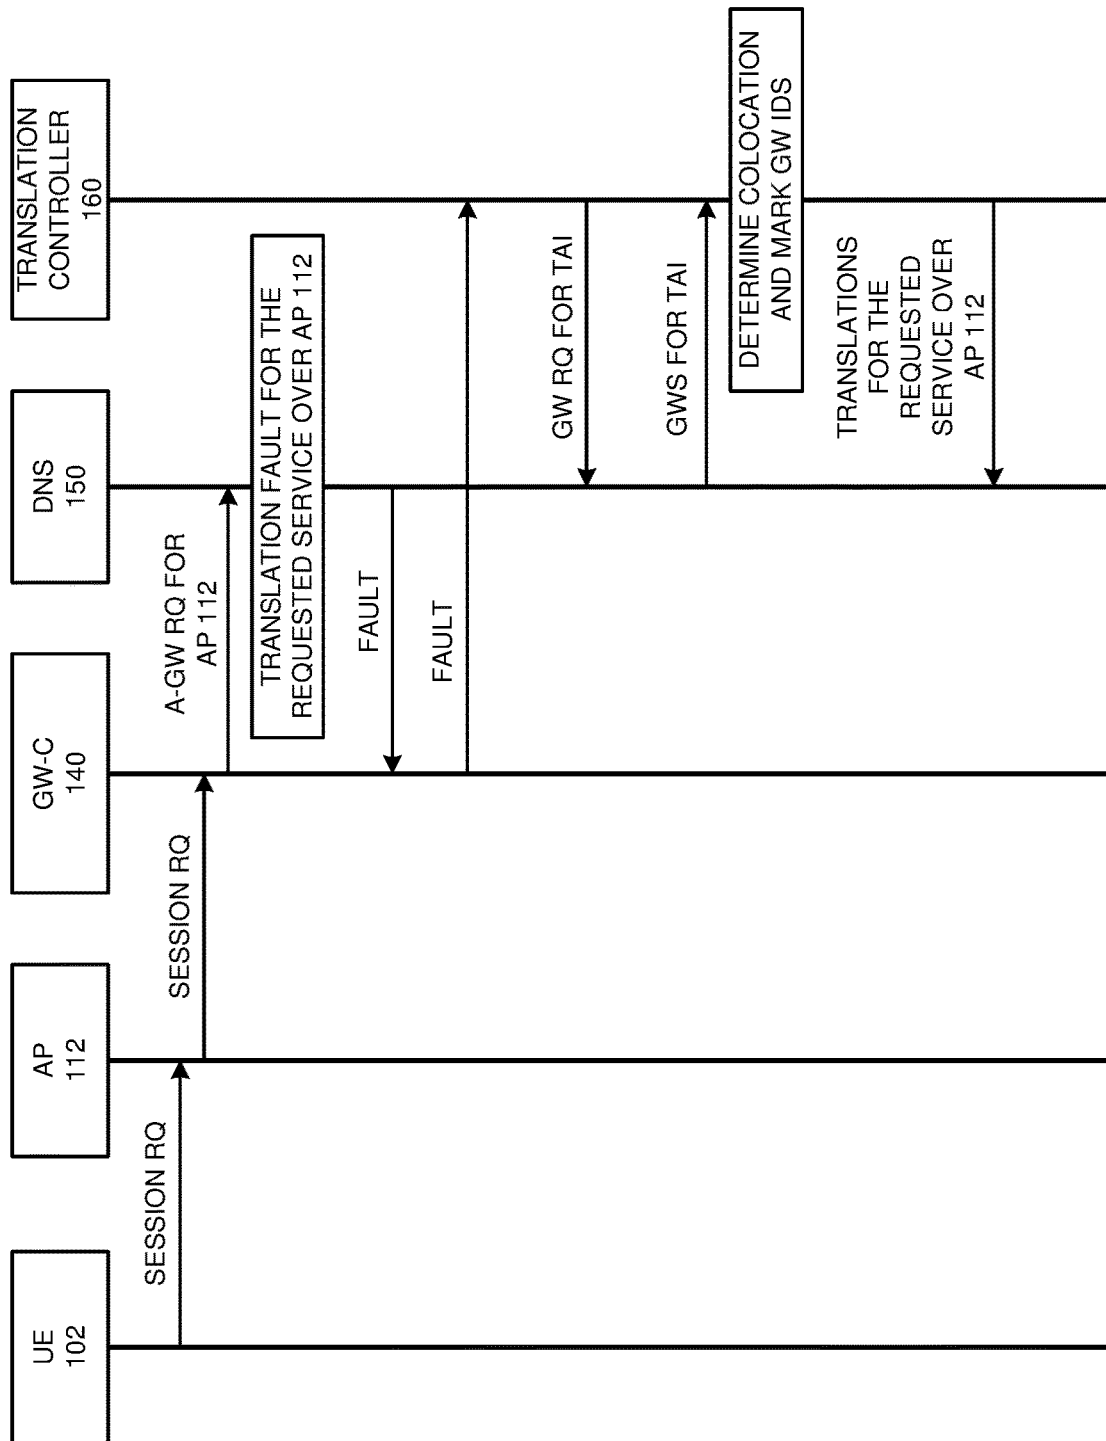 UE
102
AP
112
GW-C
140
DNS
150
TRANSLATION
CONTROLLER
160
SESSION RQ
SESSION RQ
A-GW RQ FOR
AP 112
TRANSLATION FAULT FOR THE
REQUESTED SERVICE OVER AP 112
FAULT
FAULT
GW RQ FOR TAI
GWS FOR TAI
DETERMINE COLOCATION
AND MARK GW IDS
TRANSLATIONS
FOR THE
REQUESTED
SERVICE OVER
AP 112